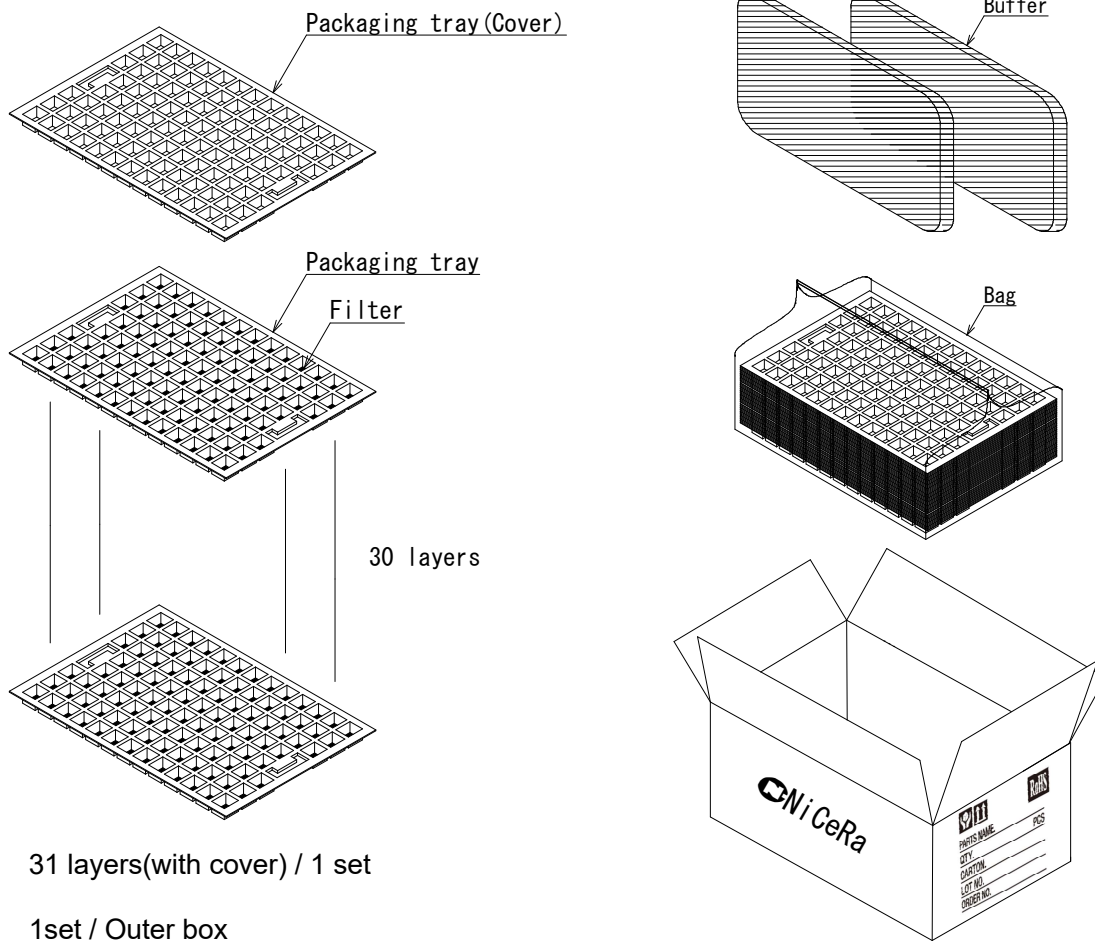 Packaging tray(Cover)
Packaging tray
Filter
30 layers
31 layers(with cover) / 1 set
1set / Outer box
Buffer
Bag
NiCeRa
RoHS
PARTS NAME.
QTY. PCS
CARTON.
LOT NO.
ORDER NO.